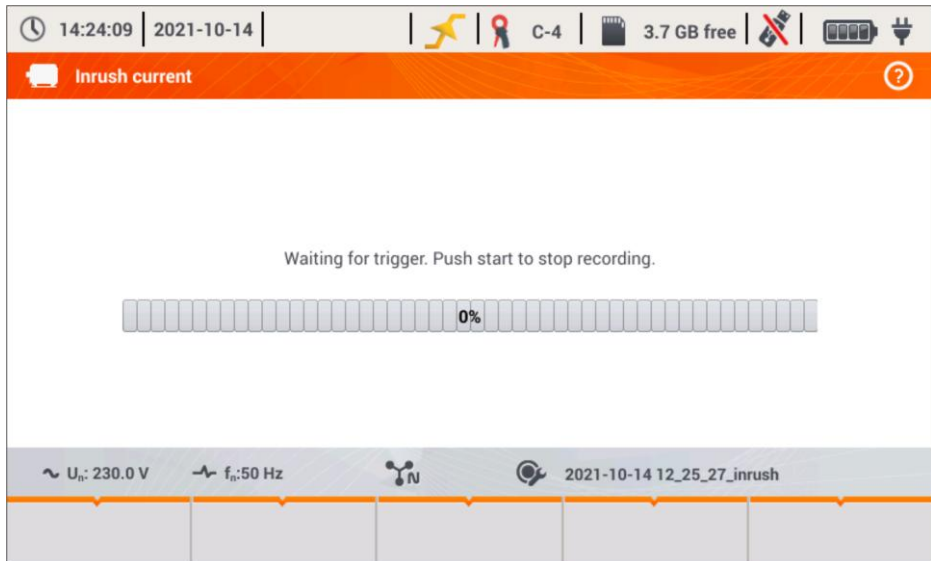 14:24:09 2021-10-14 C-4 3.7 GB free
Inrush current ?
Waiting for trigger. Push start to stop recording.
0%
Un: 230.0 V fn:50 Hz N 2021-10-14 12_25_27_inrush